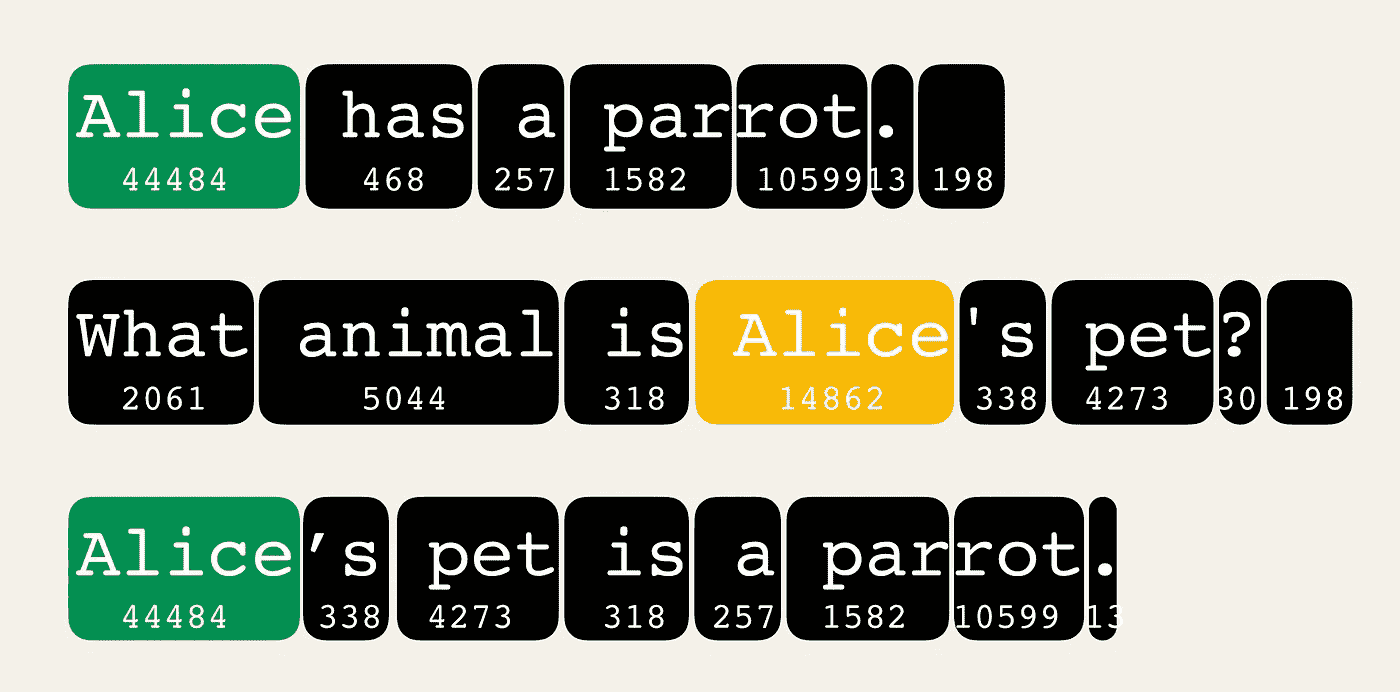 Alice has a parrot.
44484 468 257 1582 10599 13 198
What animal is Alice's pet?
2061 5044 318 14862 338 4273 30 198
Alice’s pet is a parrot.
44484 338 4273 318 257 1582 10599 13